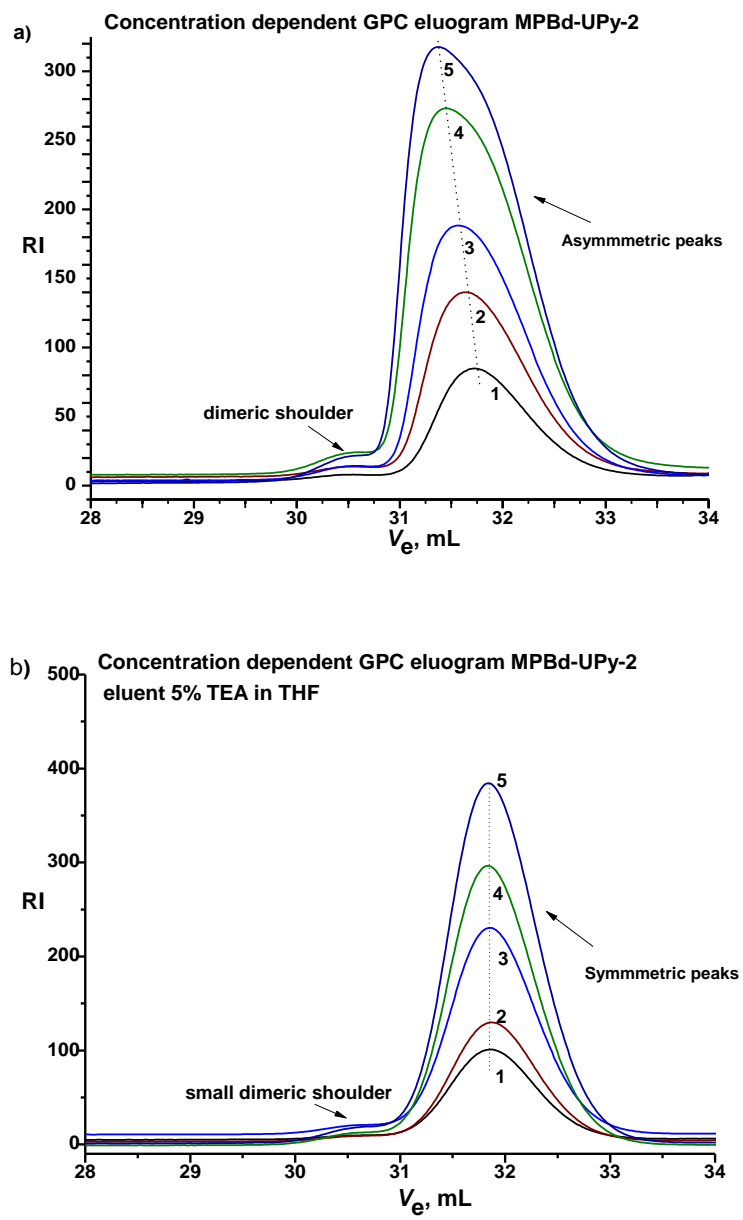 a)
Concentration dependent GPC eluogram MPBd-UPy-2
300
250
200
150
100
50
0
RI
5
4
3
2
1
Asymmmetric peaks
dimeric shoulder
28 29 30 31 32 33 34
Ve, mL
b)
Concentration dependent GPC eluogram MPBd-UPy-2
eluent 5% TEA in THF
500
400
300
200
100
0
RI
5
4
3
2
1
Symmmetric peaks
small dimeric shoulder
28 29 30 31 32 33 34
Ve, mL